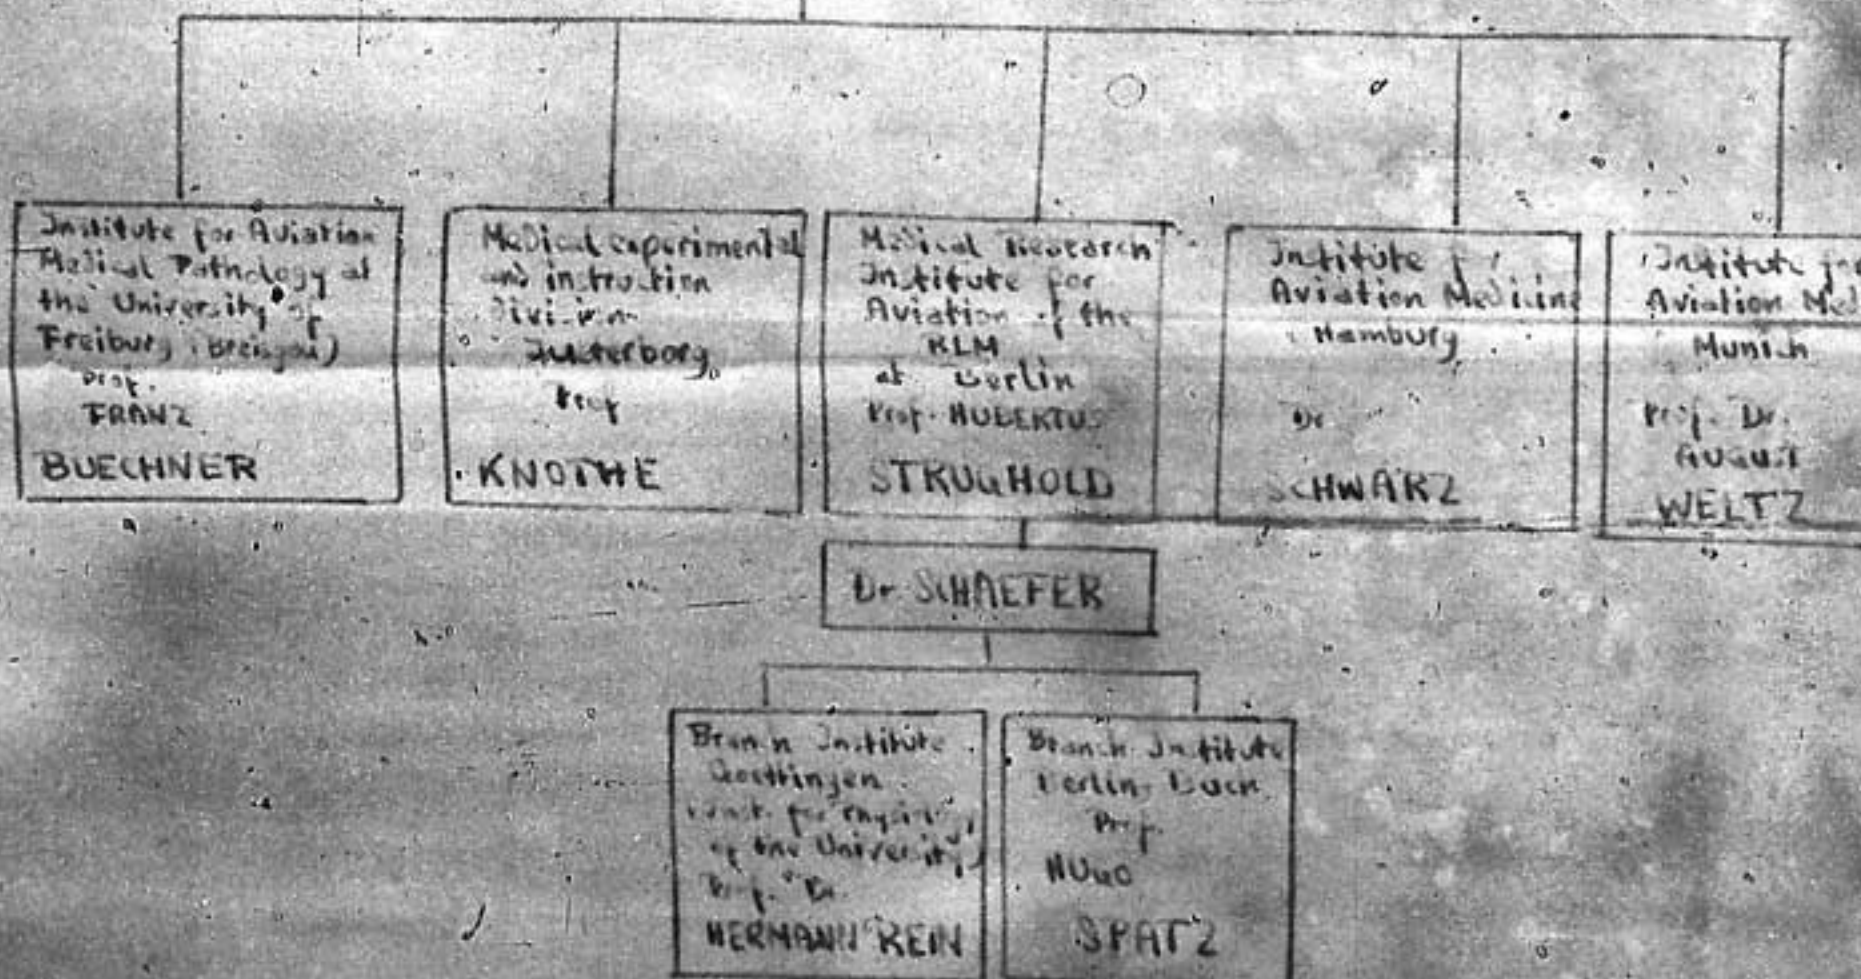 Institute for Aviation
Medical Pathology at
the University of
Freiburg (Breisgau)
Prof.
FRANZ
BUECHNER
Medical experimental
and instruction
Division
Jueterborg
Prof
KNOTHE
Medical Research
Institute for
Aviation of the
RLM
at Berlin
Prof. HUBERTUS
STRUGHOLD
Institute
Aviation Medicine
Hamburg
Dr
SCHWARZ
Institute for
Aviation Med
Munich
Prof. Dr.
AUGUST
WELTZ
Dr SCHAEFER
Branch Institute
Goettingen
for
of the University)
Prof. Dr.
HERMANN REIN
Branch Institute
Berlin-Buch
Prof.
HUGO
SPATZ